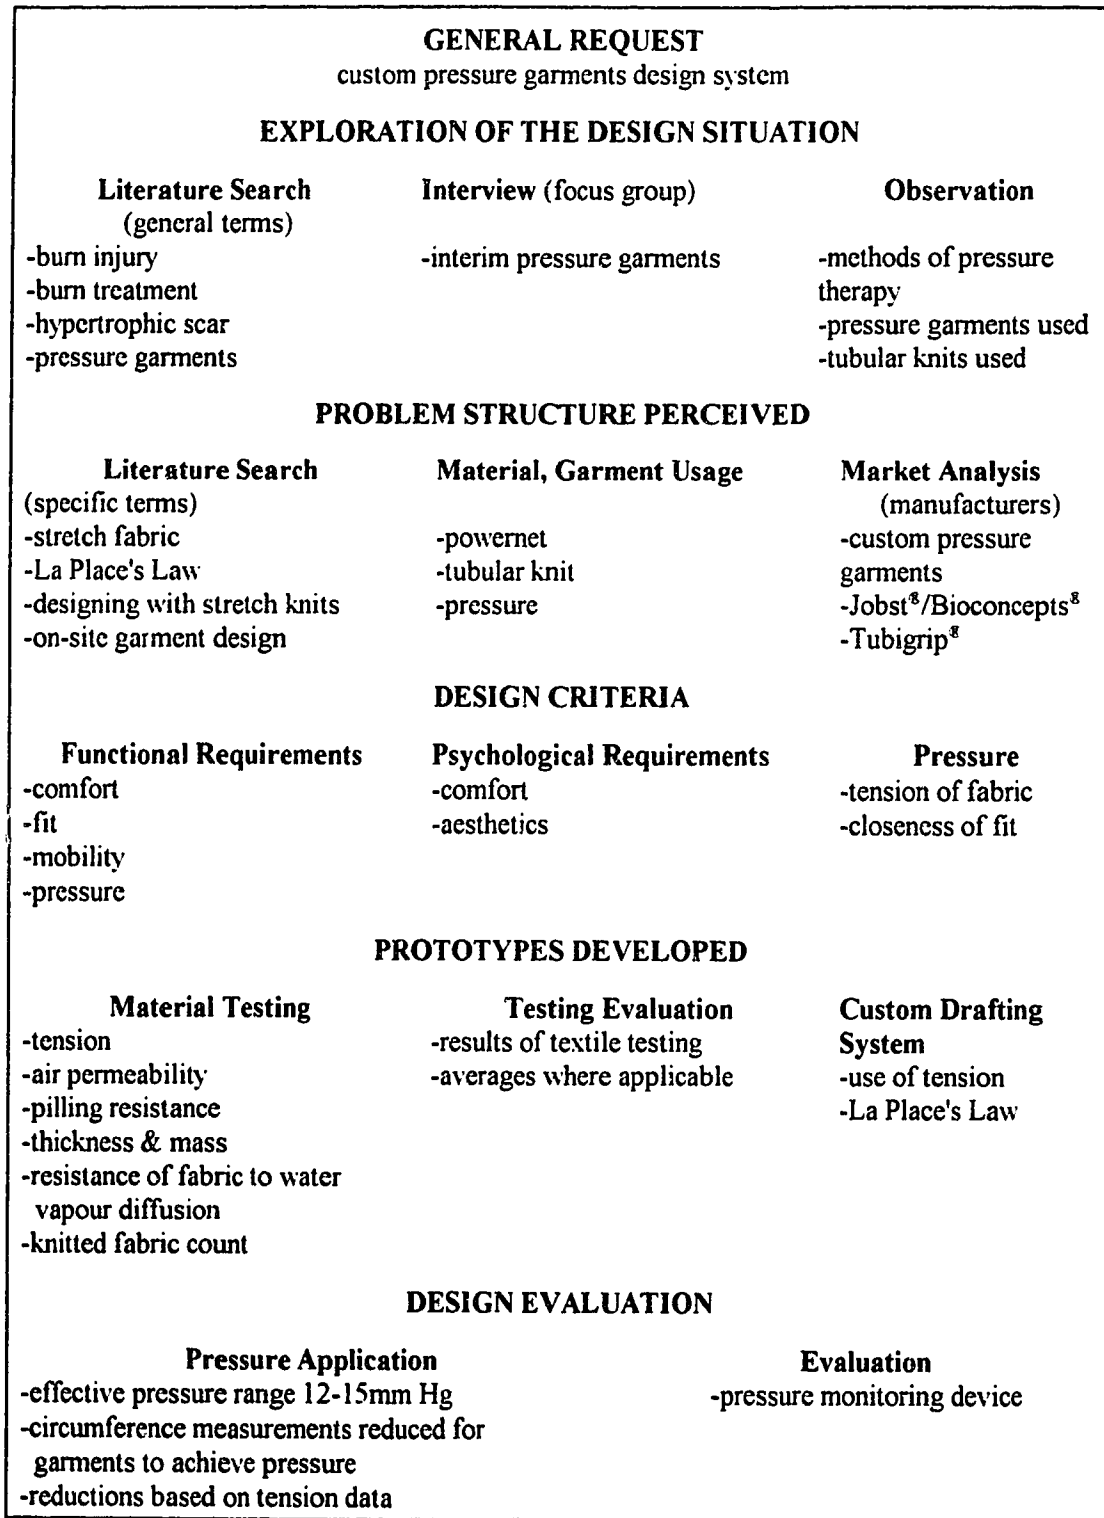 GENERAL REQUEST
custom pressure garments design system
EXPLORATION OF THE DESIGN SITUATION
Literature Search
(general terms)
-burn injury
-burn treatment
-hypertrophic scar
-pressure garments
Interview (focus group)
-interim pressure garments
Observation
-methods of pressure
therapy
-pressure garments used
-tubular knits used
PROBLEM STRUCTURE PERCEIVED
Literature Search
(specific terms)
-stretch fabric
-La Place's Law
-designing with stretch knits
-on-site garment design
Material, Garment Usage
-powernet
-tubular knit
-pressure
Market Analysis
(manufacturers)
-custom pressure
garments
-Jobst®/Bioconcepts®
-Tubigrip®
DESIGN CRITERIA
Functional Requirements
-comfort
-fit
-mobility
-pressure
Psychological Requirements
-comfort
-aesthetics
Pressure
-tension of fabric
-closeness of fit
PROTOTYPES DEVELOPED
Material Testing
-tension
-air permeability
-pilling resistance
-thickness & mass
-resistance of fabric to water
vapour diffusion
-knitted fabric count
Testing Evaluation
-results of textile testing
-averages where applicable
Custom Drafting
System
-use of tension
-La Place's Law
DESIGN EVALUATION
Pressure Application
-effective pressure range 12-15mm Hg
-circumference measurements reduced for
garments to achieve pressure
-reductions based on tension data
Evaluation
-pressure monitoring device